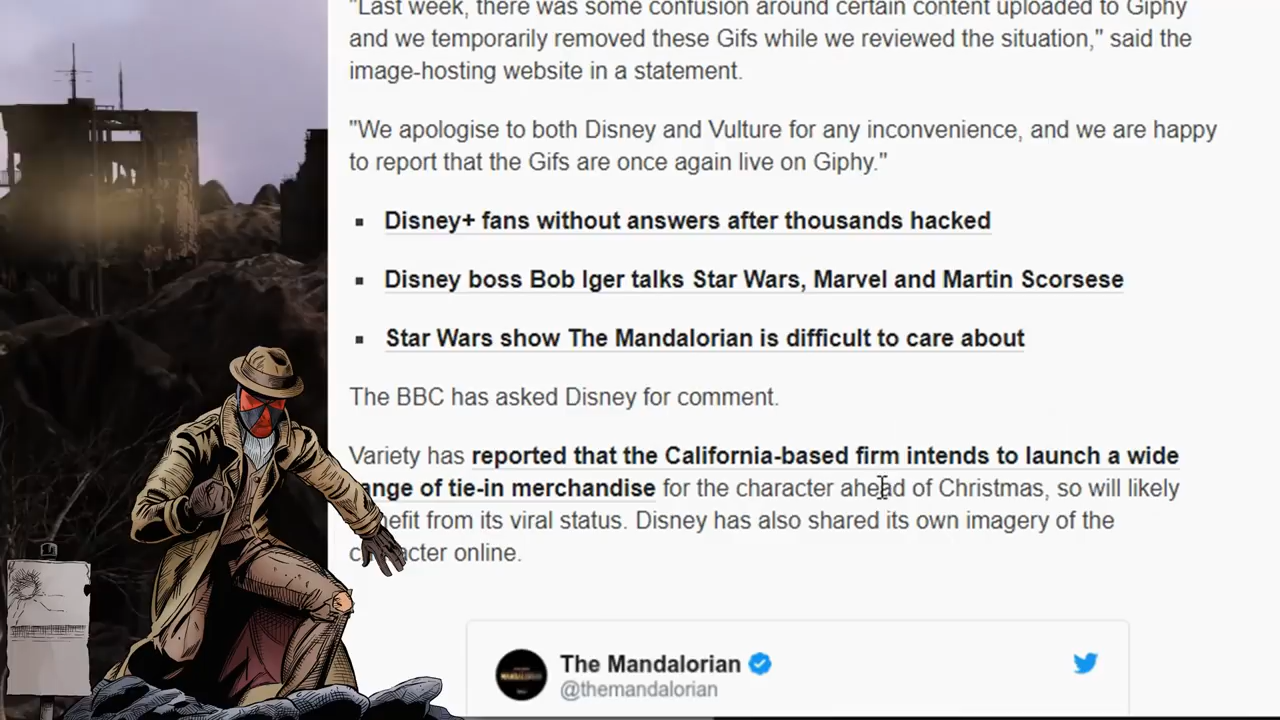 "Last week, there was some confusion around certain content uploaded to Giphy
and we temporarily removed these Gifs while we reviewed the situation," said the
image-hosting website in a statement.
"We apologise to both Disney and Vulture for any inconvenience, and we are happy
to report that the Gifs are once again live on Giphy."
Disney+ fans without answers after thousands hacked
Disney boss Bob Iger talks Star Wars, Marvel and Martin Scorsese
Star Wars show The Mandalorian is difficult to care about
The BBC has asked Disney for comment.
Variety has reported that the California-based firm intends to launch a wide
ange of tie-in merchandise for the character ahead of Christmas, so will likely
nefit from its viral status. Disney has also shared its own imagery of the
character online.
The Mandalorian
@themandalorian